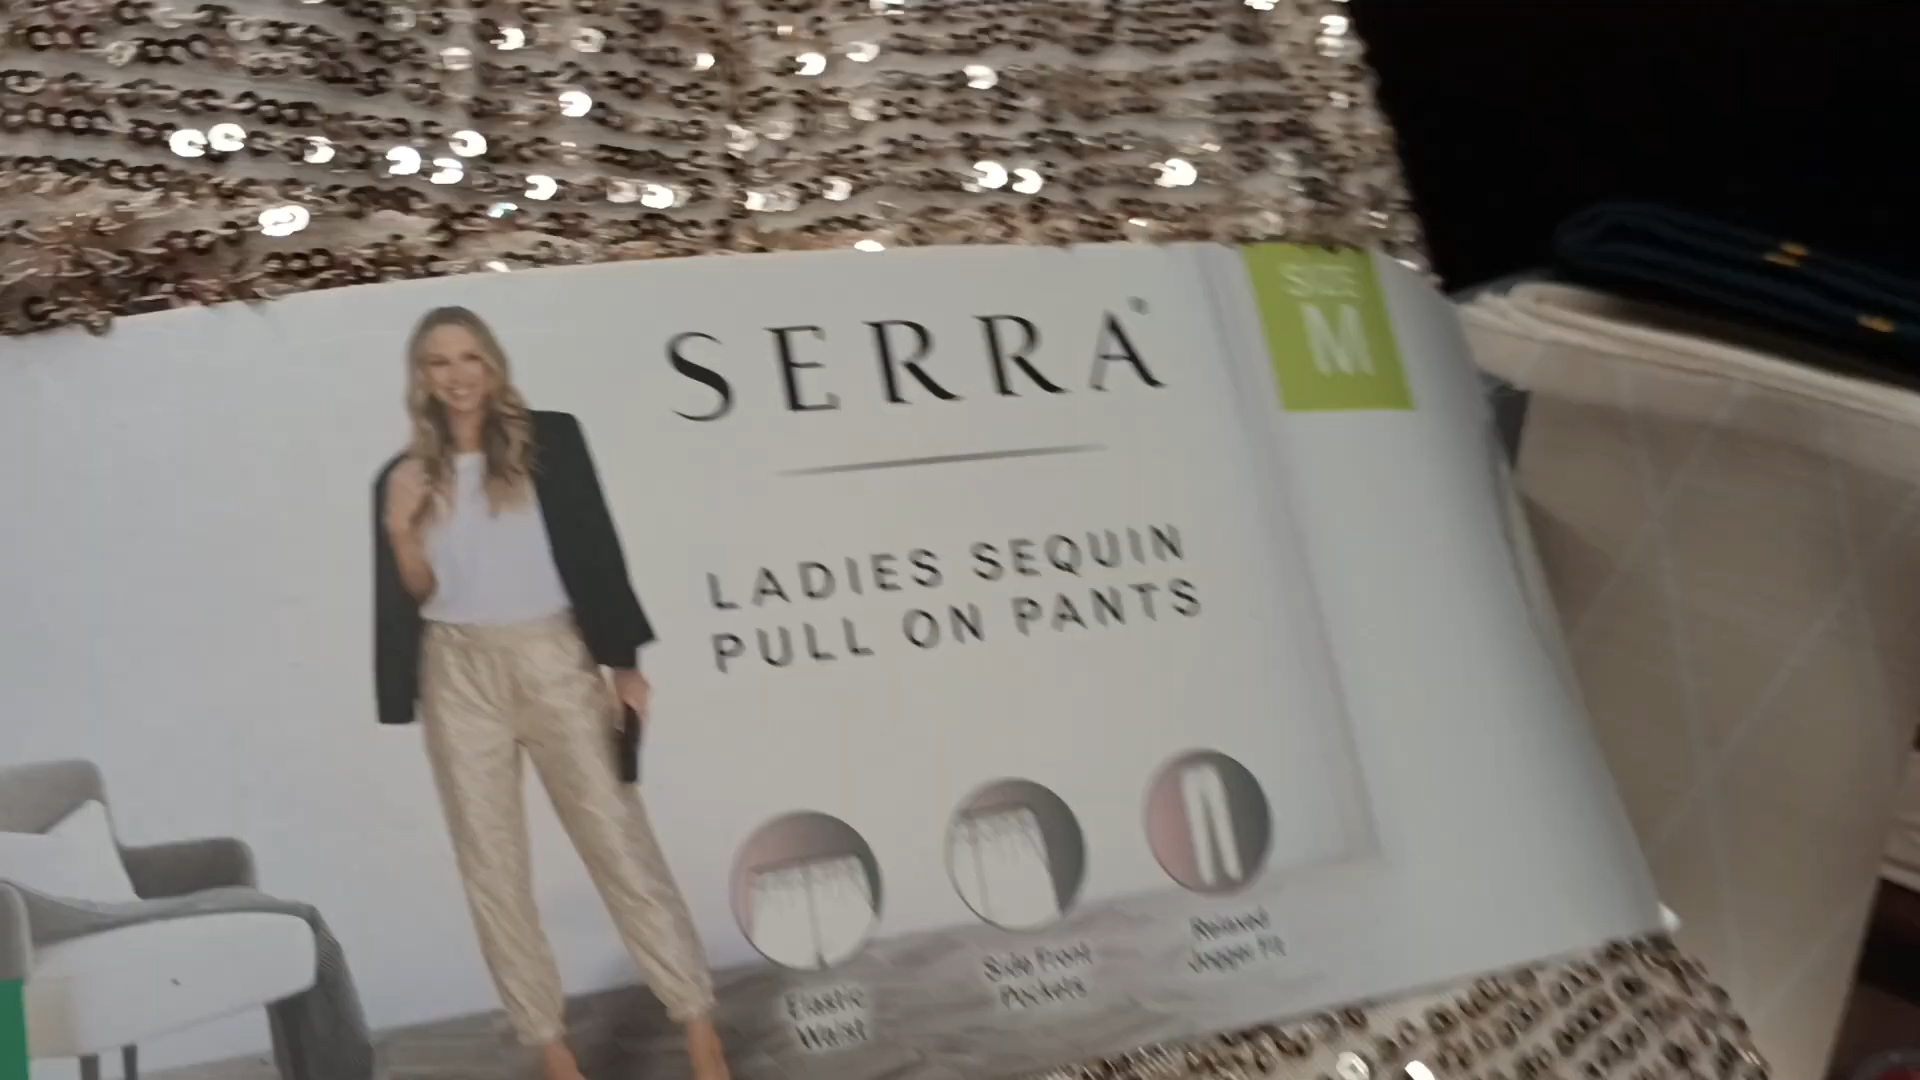 SERRA®
SIZE
M
LADIES SEQUIN
PULL ON PANTS
Elastic
Waist
Side Front
Pockets
Relaxed
Jogger Fit